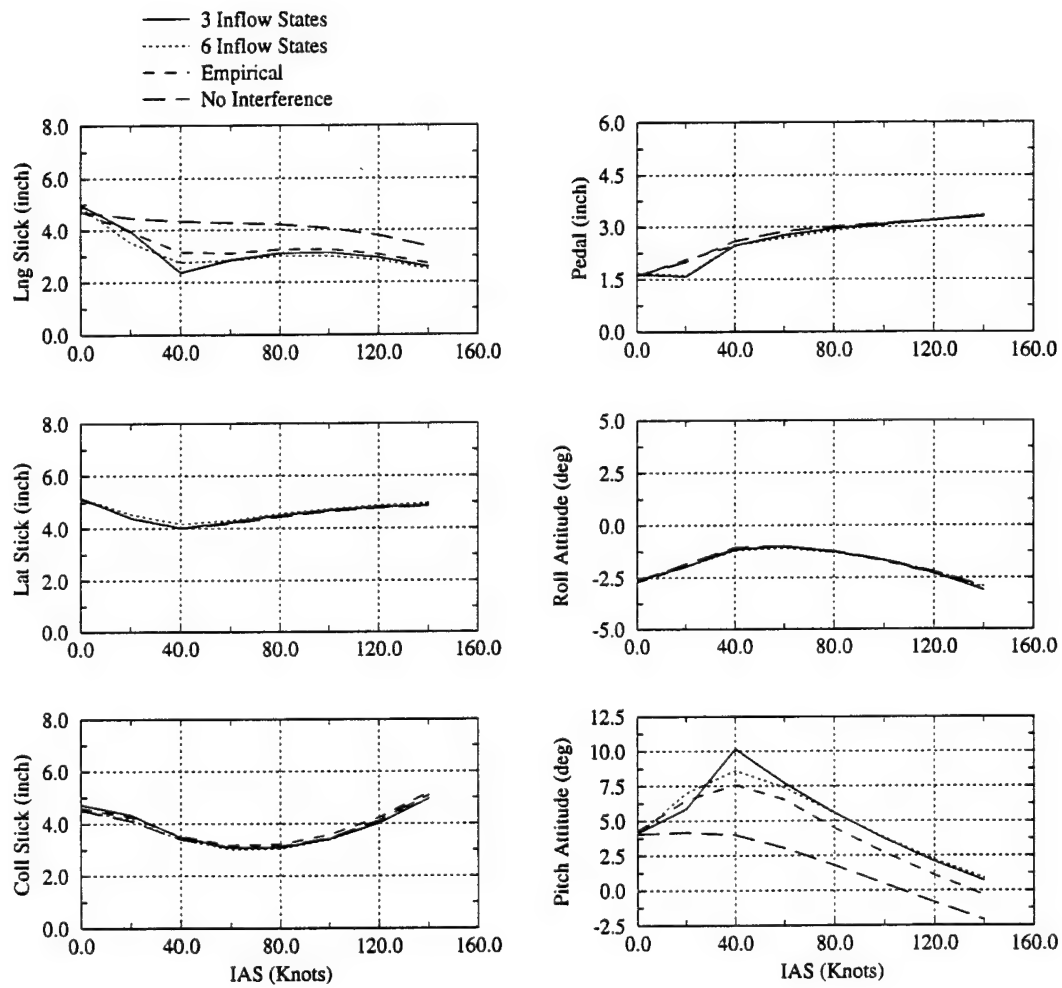 3 Inflow States
6 Inflow States
Empirical
No Interference
Lng Stick (inch)
8.0
6.0
4.0
2.0
0.0
0.0 40.0 80.0 120.0 160.0
Pedal (inch)
6.0
4.5
3.0
1.5
0.0
0.0 40.0 80.0 120.0 160.0
Lat Stick (inch)
8.0
6.0
4.0
2.0
0.0
0.0 40.0 80.0 120.0 160.0
Roll Attitude (deg)
5.0
2.5
0.0
-2.5
-5.0
0.0 40.0 80.0 120.0 160.0
Coll Stick (inch)
8.0
6.0
4.0
2.0
0.0
0.0 40.0 80.0 120.0 160.0
IAS (Knots)
Pitch Attitude (deg)
12.5
10.0
7.5
5.0
2.5
0.0
-2.5
0.0 40.0 80.0 120.0 160.0
IAS (Knots)